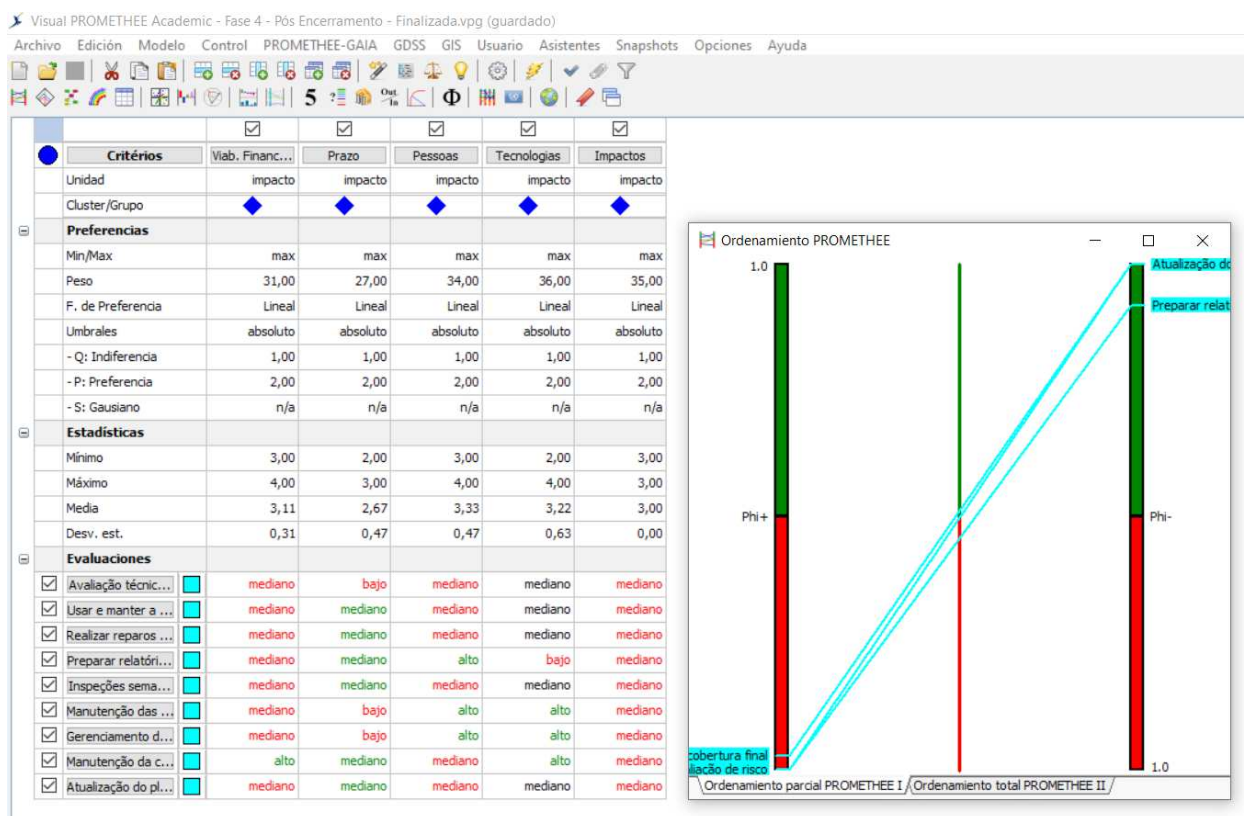 Visual PROMETHEE Academic - Fase 4 - Pós Encerramento - Finalizada.vpg (guardado)
Archivo Edición Modelo Control PROMETHEE-GAIA GDSS GIS Usuario Asistentes Snapshots Opciones Ayuda
5 Out In Φ
Critérios Viab. Financ... Prazo Pessoas Tecnologias Impactos
Unidad impacto impacto impacto impacto impacto
Cluster/Grupo
Preferencias
Min/Max max max max max max
Peso 31,00 27,00 34,00 36,00 35,00
F. de Preferencia Lineal Lineal Lineal Lineal Lineal
Umbrales absoluto absoluto absoluto absoluto absoluto
- Q: Indiferencia 1,00 1,00 1,00 1,00 1,00
- P: Preferencia 2,00 2,00 2,00 2,00 2,00
- S: Gausiano n/a n/a n/a n/a n/a
Estadísticas
Mínimo 3,00 2,00 3,00 2,00 3,00
Máximo 4,00 3,00 4,00 4,00 3,00
Media 3,11 2,67 3,33 3,22 3,00
Desv. est. 0,31 0,47 0,47 0,63 0,00
Evaluaciones
Avaliação técnic... mediano bajo mediano mediano mediano
Usar e manter a ... mediano mediano mediano mediano mediano
Realizar reparos ... mediano mediano mediano mediano mediano
Preparar relatóri... mediano mediano alto bajo mediano
Inspeções sema... mediano mediano mediano mediano mediano
Manutenção das ... mediano bajo alto alto mediano
Gerenciamento d... mediano bajo alto alto mediano
Manutenção da c... alto mediano mediano alto mediano
Atualização do pl... mediano mediano mediano mediano mediano
Ordenamiento PROMETHEE
1.0 Atualização do
Preparar relat
Phi+ Phi-
cobertura final
liação de risco 1.0
Ordenamiento parcial PROMETHEE I Ordenamiento total PROMETHEE II